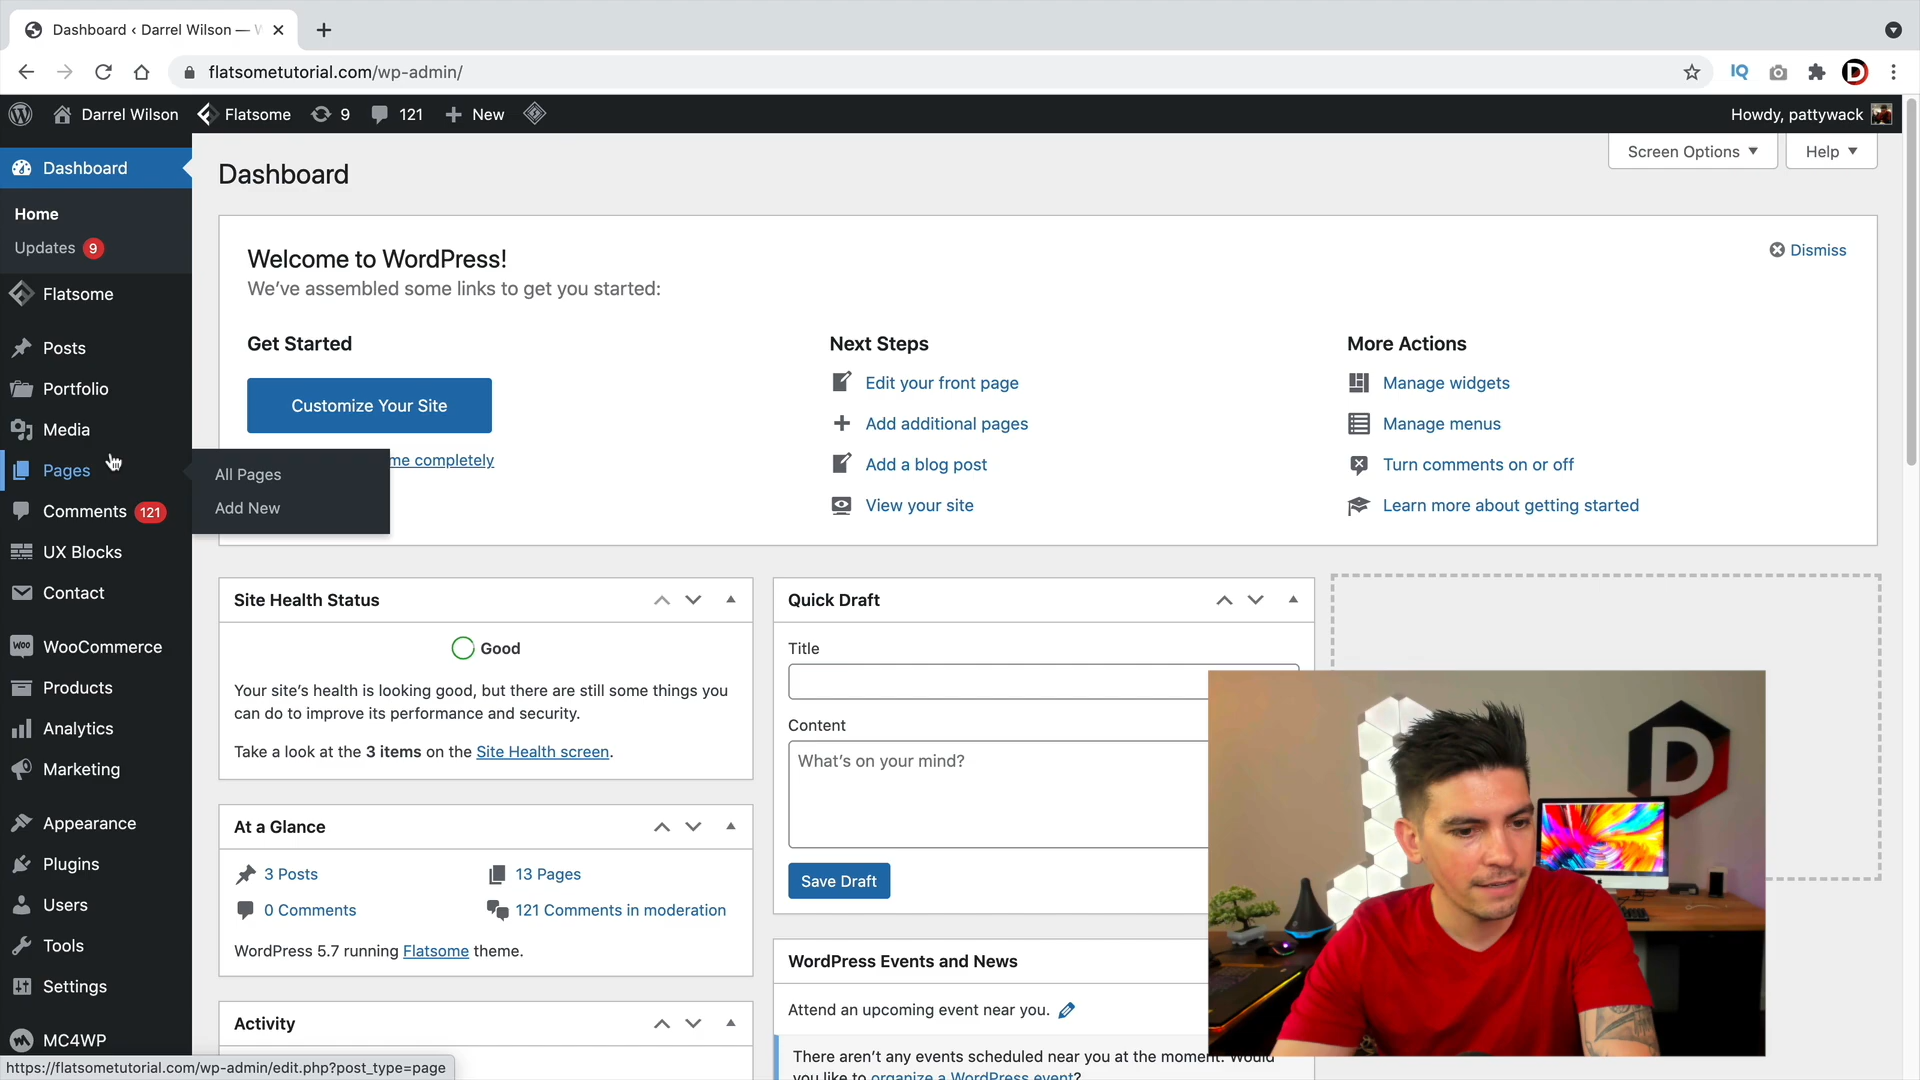 Dashboard ‹ Darrel Wilson — W
flatsometutorial.com/wp-admin/
IQ
D
Darrel Wilson
Flatsome
9
121
New
Howdy, pattywack
Dashboard
Home
Updates 9
Flatsome
Posts
Portfolio
Media
Pages
All Pages
Add New
Comments 121
UX Blocks
Contact
WooCommerce
Products
Analytics
Marketing
Appearance
Plugins
Users
Tools
Settings
MC4WP
https://flatsometutorial.com/wp-admin/edit.php?post_type=page
Screen Options
Help
Dashboard
Welcome to WordPress!
We've assembled some links to get you started:
Dismiss
Get Started
Customize Your Site
me completely
Next Steps
Edit your front page
Add additional pages
Add a blog post
View your site
More Actions
Manage widgets
Manage menus
Turn comments on or off
Learn more about getting started
Site Health Status
Good
Your site's health is looking good, but there are still some things you
can do to improve its performance and security.
Take a look at the 3 items on the Site Health screen.
At a Glance
3 Posts
13 Pages
0 Comments
121 Comments in moderation
WordPress 5.7 running Flatsome theme.
Activity
Quick Draft
Title
Content
What's on your mind?
Save Draft
WordPress Events and News
Attend an upcoming event near you.
There aren't any events scheduled near you at the moment. Would
you like to organize a WordPress event?
D